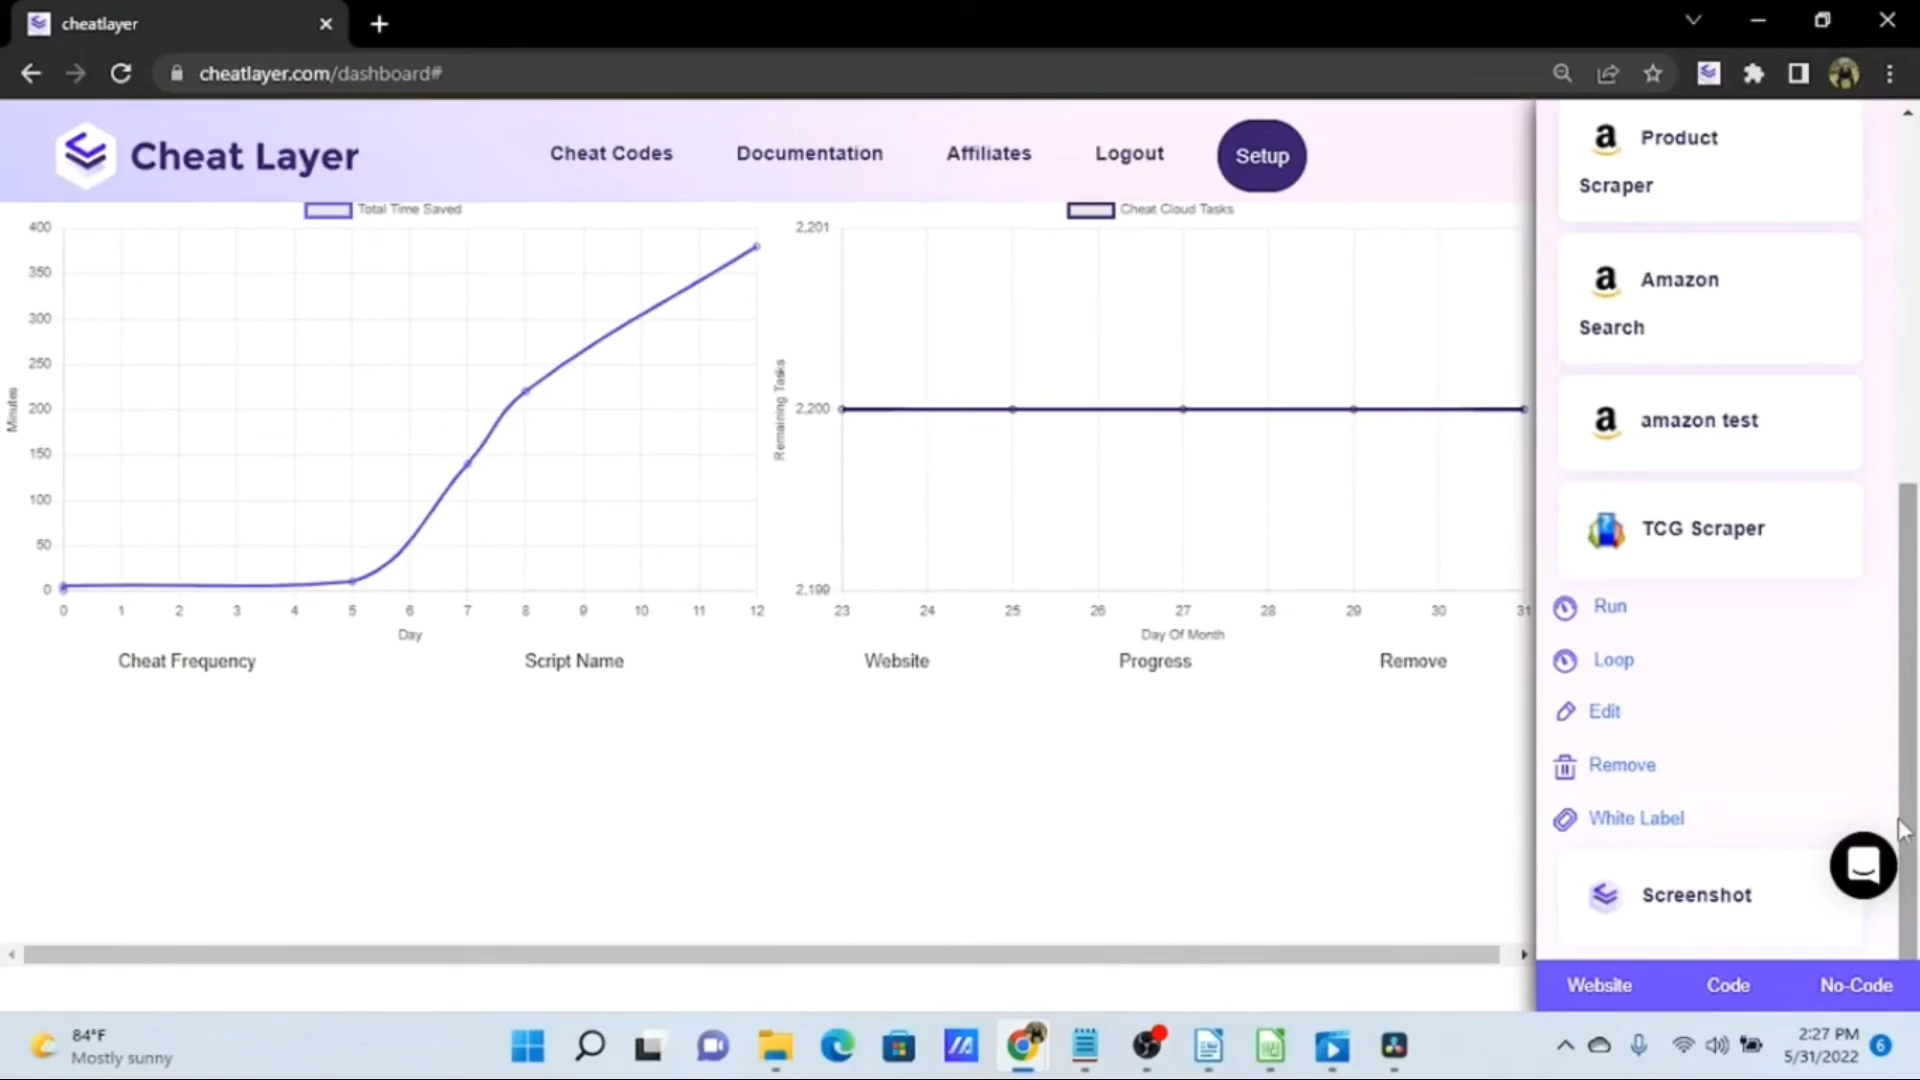 cheatlayer
cheatlayer.com/dashboard#
Cheat Layer
Cheat Codes
Documentation
Affiliates
Logout
Setup
Total Time Saved
400
350
300
250
200
150
100
50
0
Minutes
0 1 2 3 4 5 6 7 8 9 10 11 12
Day
Cheat Cloud Tasks
2,201
2,200
2,199
Remaining Tasks
23 24 25 26 27 28 29 30 31
Day Of Month
Cheat Frequency
Script Name
Website
Progress
Remove
Product
Scraper
Amazon
Search
amazon test
TCG Scraper
Run
Loop
Edit
Remove
White Label
Screenshot
Website
Code
No-Code
84°F
Mostly sunny
2:27 PM
5/31/2022
6